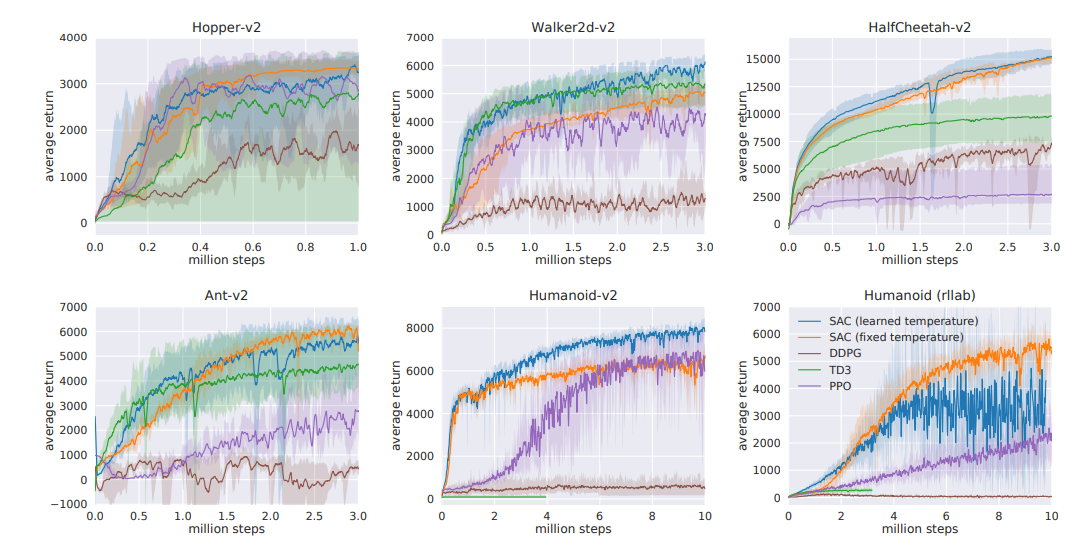 Hopper-v2
average return
4000
3000
2000
1000
0
0.0 0.2 0.4 0.6 0.8 1.0
million steps
Walker2d-v2
average return
7000
6000
5000
4000
3000
2000
1000
0
0.0 0.5 1.0 1.5 2.0 2.5 3.0
million steps
HalfCheetah-v2
average return
15000
12500
10000
7500
5000
2500
0
0.0 0.5 1.0 1.5 2.0 2.5 3.0
million steps
Ant-v2
average return
7000
6000
5000
4000
3000
2000
1000
0
−1000
0.0 0.5 1.0 1.5 2.0 2.5 3.0
million steps
Humanoid-v2
average return
8000
6000
4000
2000
0
0 2 4 6 8 10
million steps
Humanoid (rllab)
average return
7000
6000
5000
4000
3000
2000
1000
0
SAC (learned temperature)
SAC (fixed temperature)
DDPG
TD3
PPO
0 2 4 6 8 10
million steps